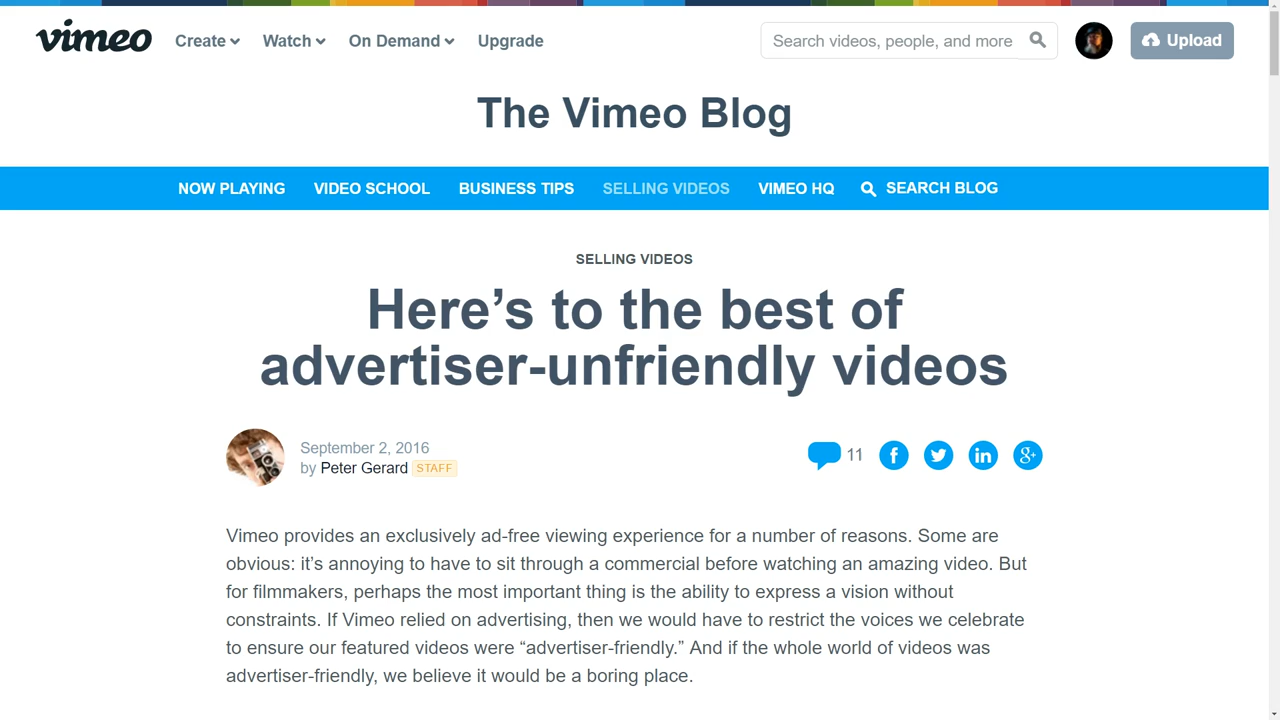 vimeo Create Watch On Demand Upgrade Search videos, people, and more Upload
The Vimeo Blog
NOW PLAYING VIDEO SCHOOL BUSINESS TIPS SELLING VIDEOS VIMEO HQ SEARCH BLOG
SELLING VIDEOS
Here’s to the best of
advertiser-unfriendly videos
September 2, 2016
by Peter Gerard STAFF
11 f in g+
Vimeo provides an exclusively ad-free viewing experience for a number of reasons. Some are
obvious: it’s annoying to have to sit through a commercial before watching an amazing video. But
for filmmakers, perhaps the most important thing is the ability to express a vision without
constraints. If Vimeo relied on advertising, then we would have to restrict the voices we celebrate
to ensure our featured videos were “advertiser-friendly.” And if the whole world of videos was
advertiser-friendly, we believe it would be a boring place.